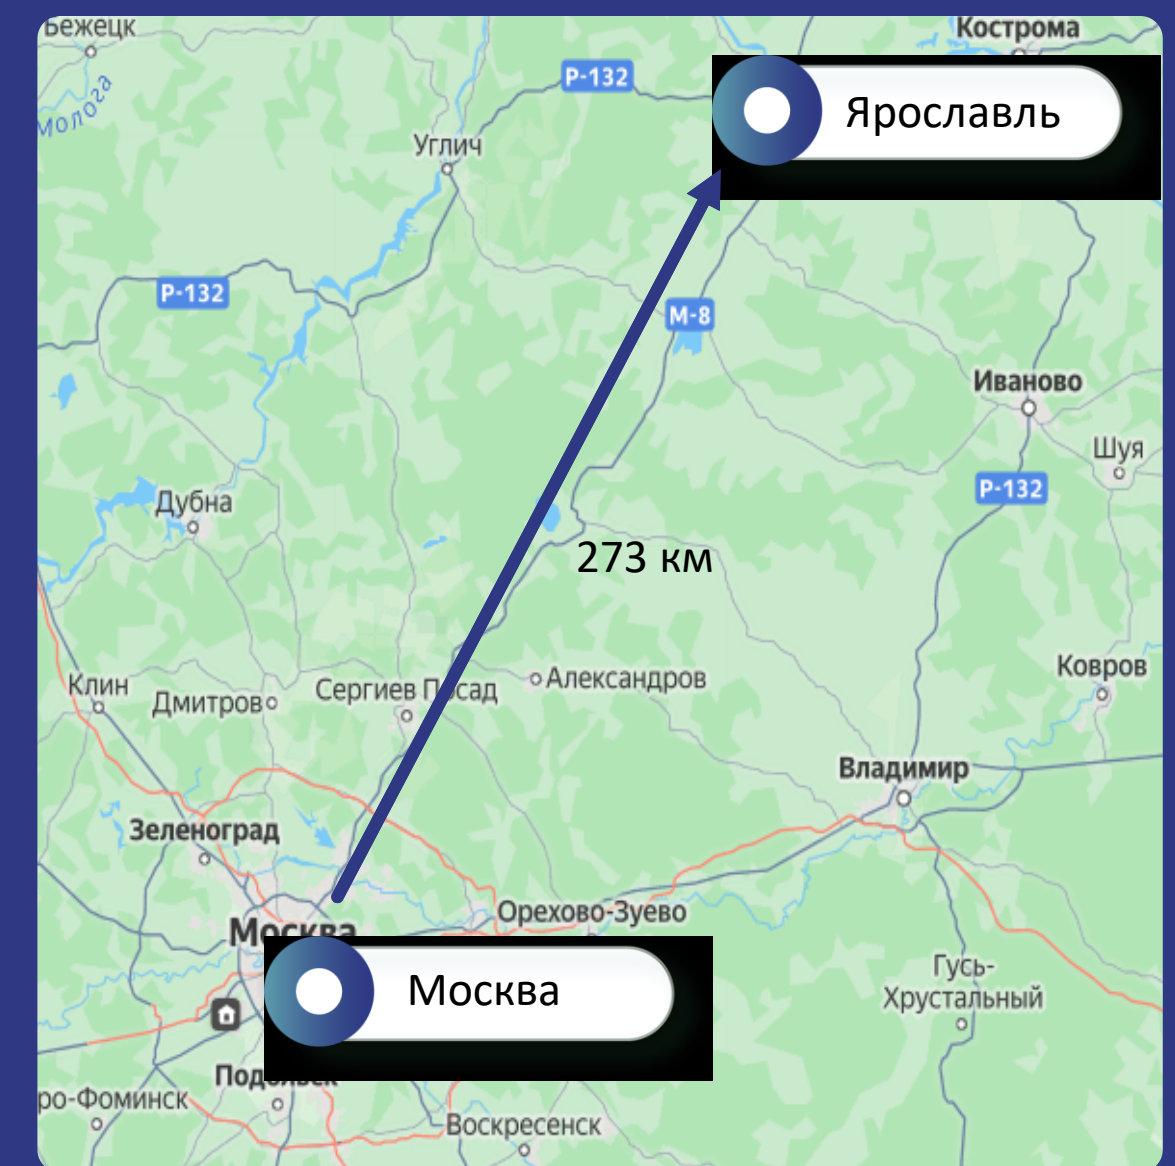 Бежецк
Кострома
Р-132
Молога
Ярославль
Углич
Р-132
М-8
Иваново
Шуя
Р-132
Дубна
273 км
Ковров
Клин
Дмитров
Сергиев Посад
Александров
Владимир
Зеленоград
Орехово-Зуево
Москва
Гусь-
Хрустальный
Москва
Подольск
ро-Фоминск
Воскресенск